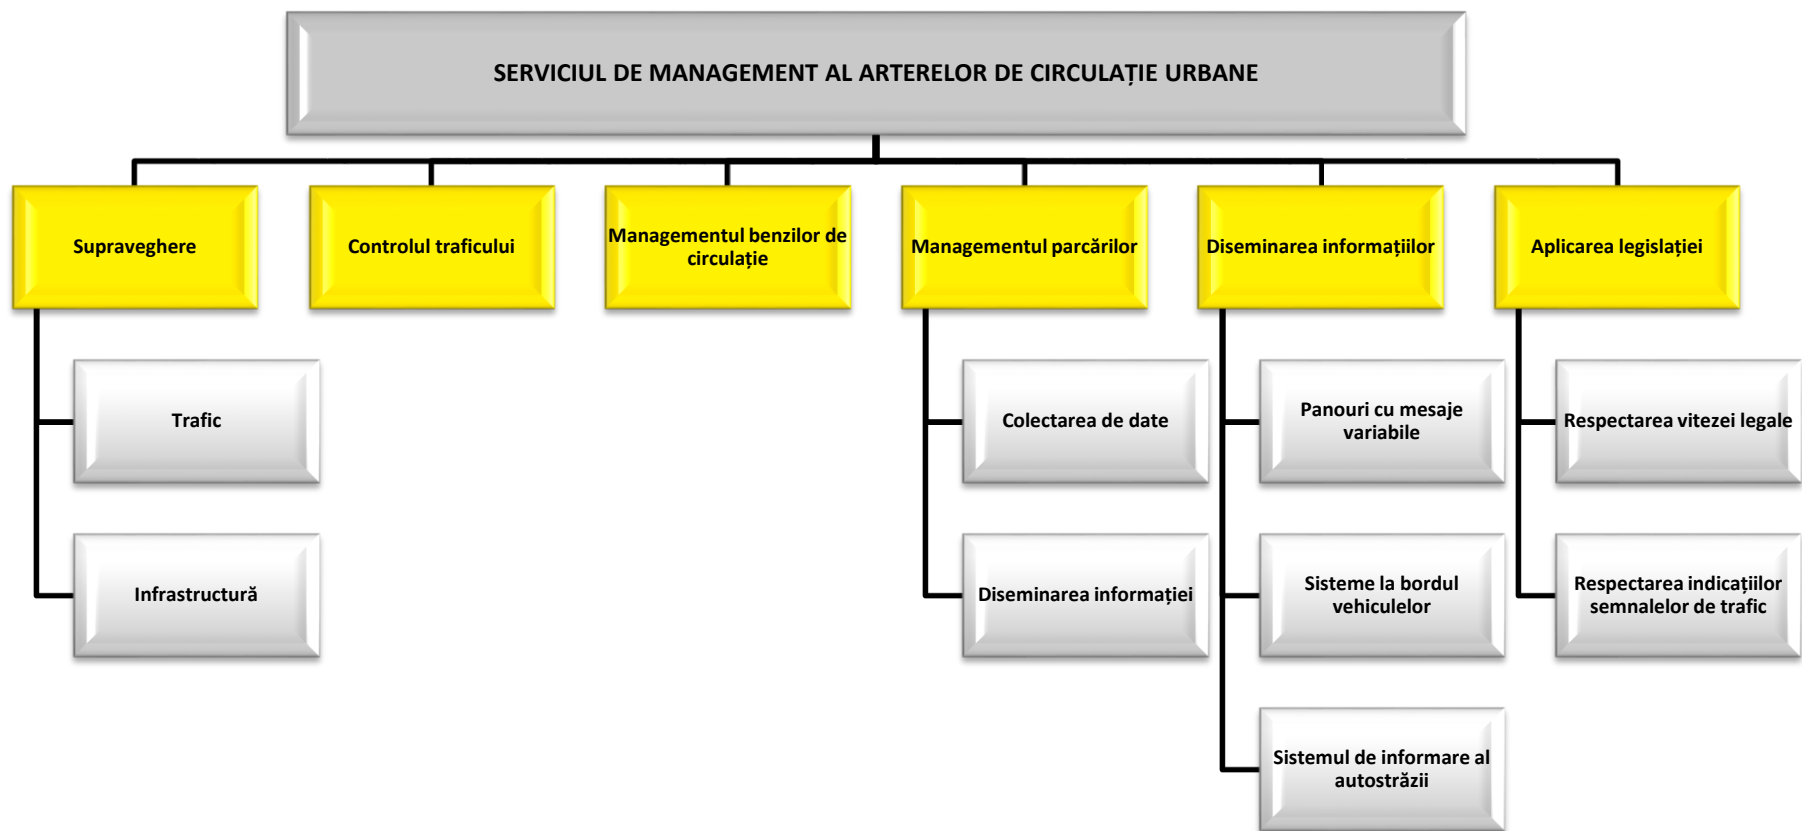 SERVICIUL DE MANAGEMENT AL ARTERELOR DE CIRCULAȚIE URBANE
Supraveghere
Controlul traficului
Managementul benzilor de
circulație
Managementul parcărilor
Diseminarea informațiilor
Aplicarea legislației
Trafic
Colectarea de date
Panouri cu mesaje
variabile
Respectarea vitezei legale
Infrastructură
Diseminarea informației
Sisteme la bordul
vehiculelor
Respectarea indicațiilor
semnalelor de trafic
Sistemul de informare al
autostrăzii